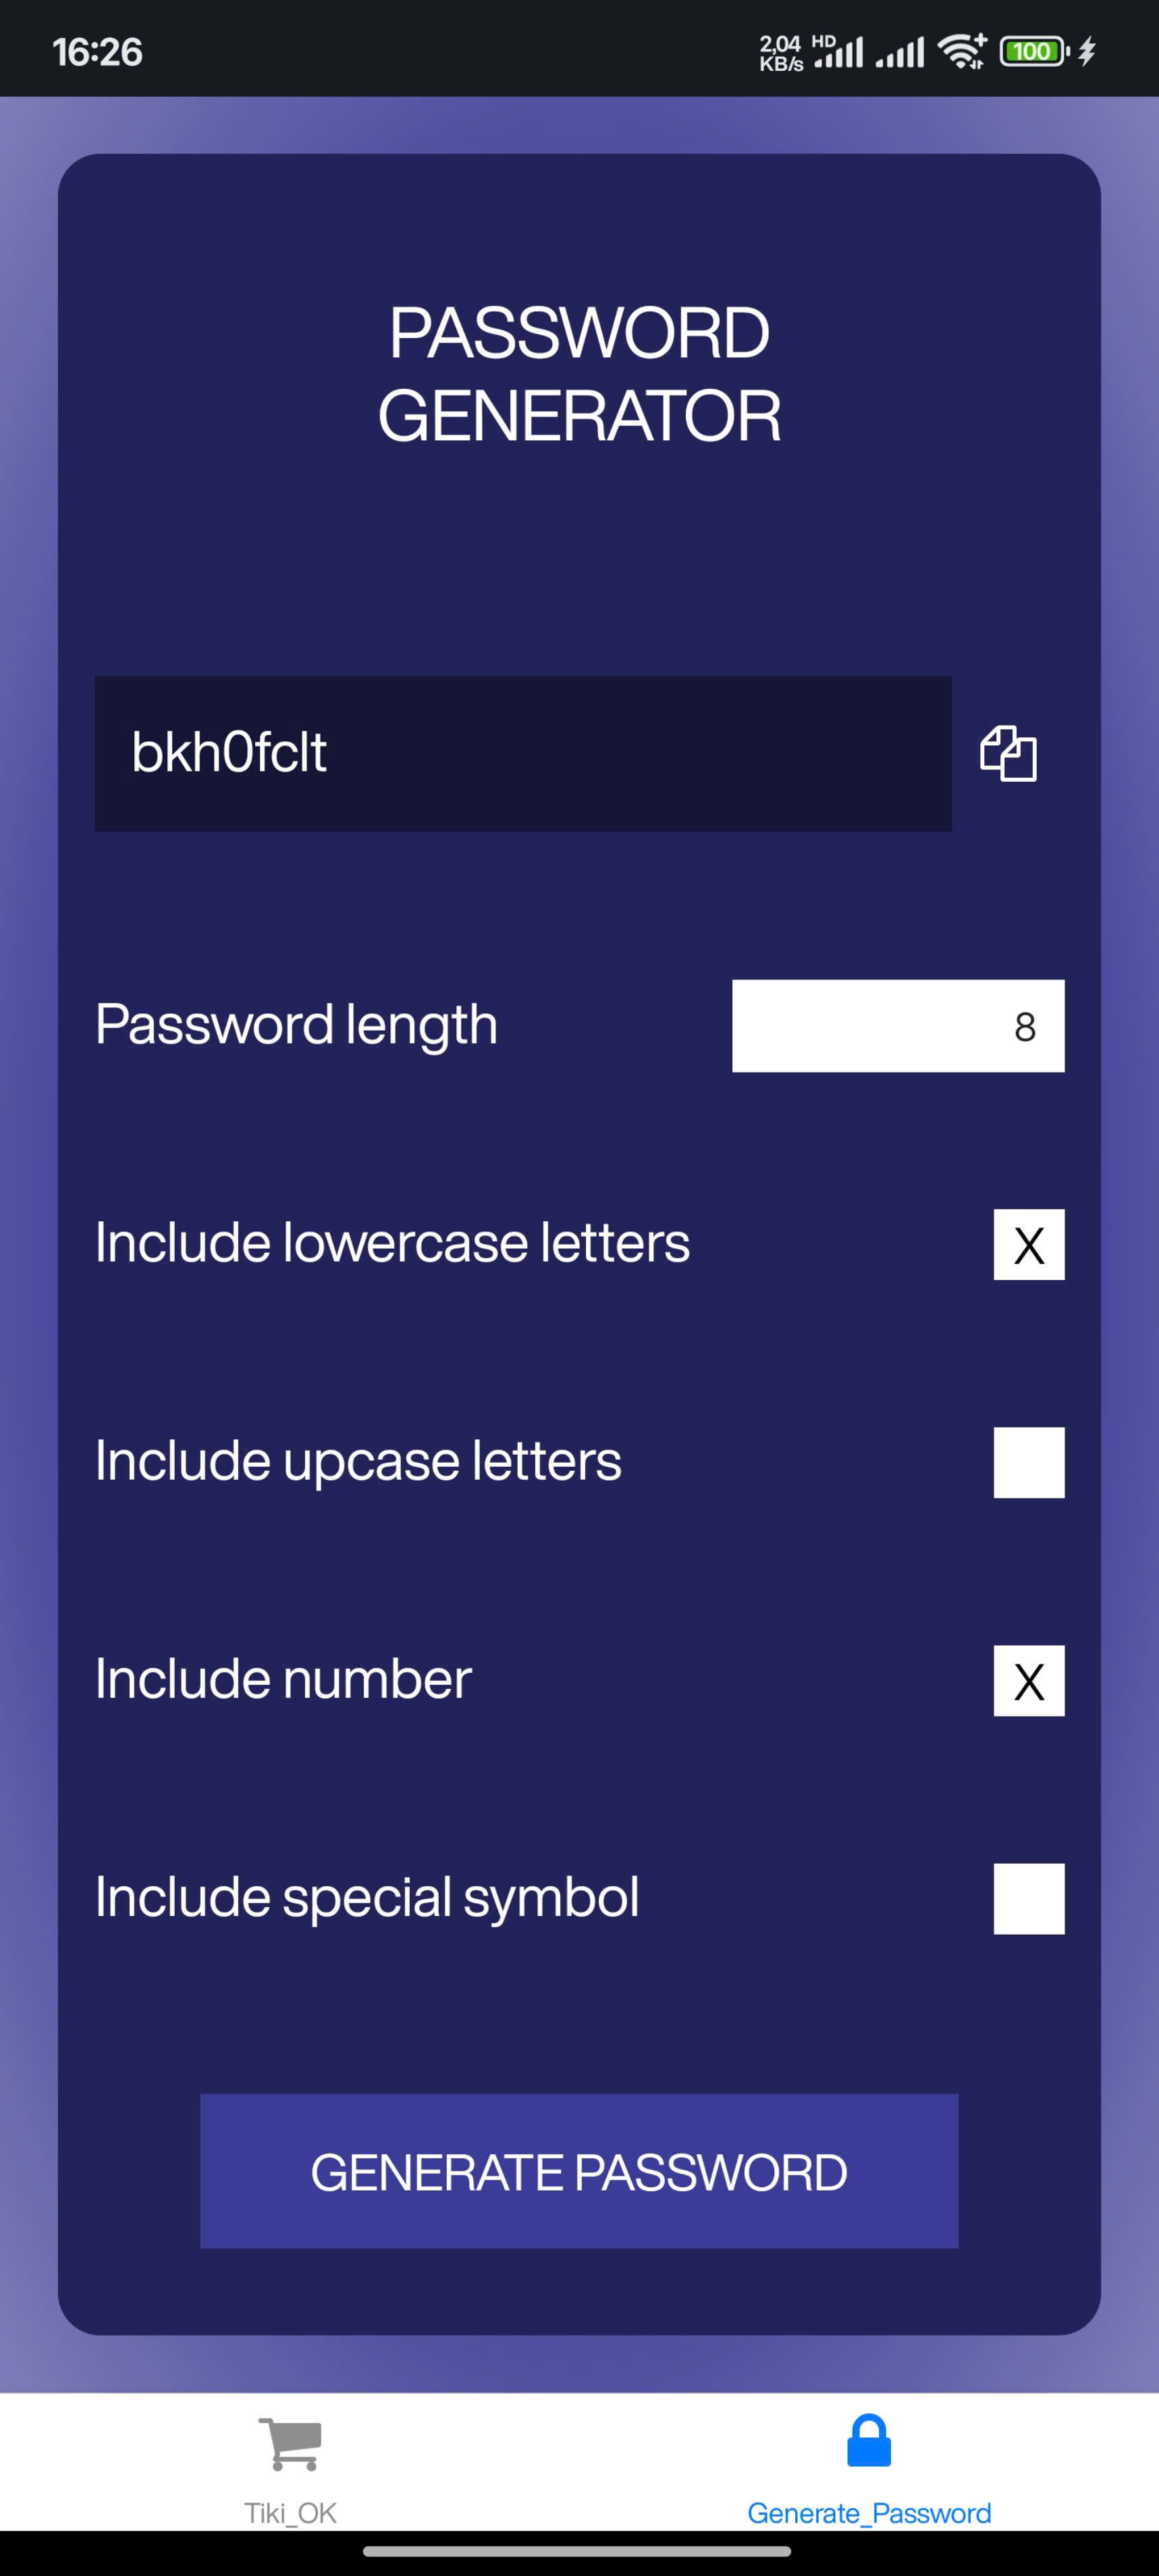 16:26
2,04 HD
KB/s
100
PASSWORD
GENERATOR
bkh0fclt
Password length
8
Include lowercase letters
X
Include upcase letters
Include number
X
Include special symbol
GENERATE PASSWORD
Tiki_OK
Generate_Password